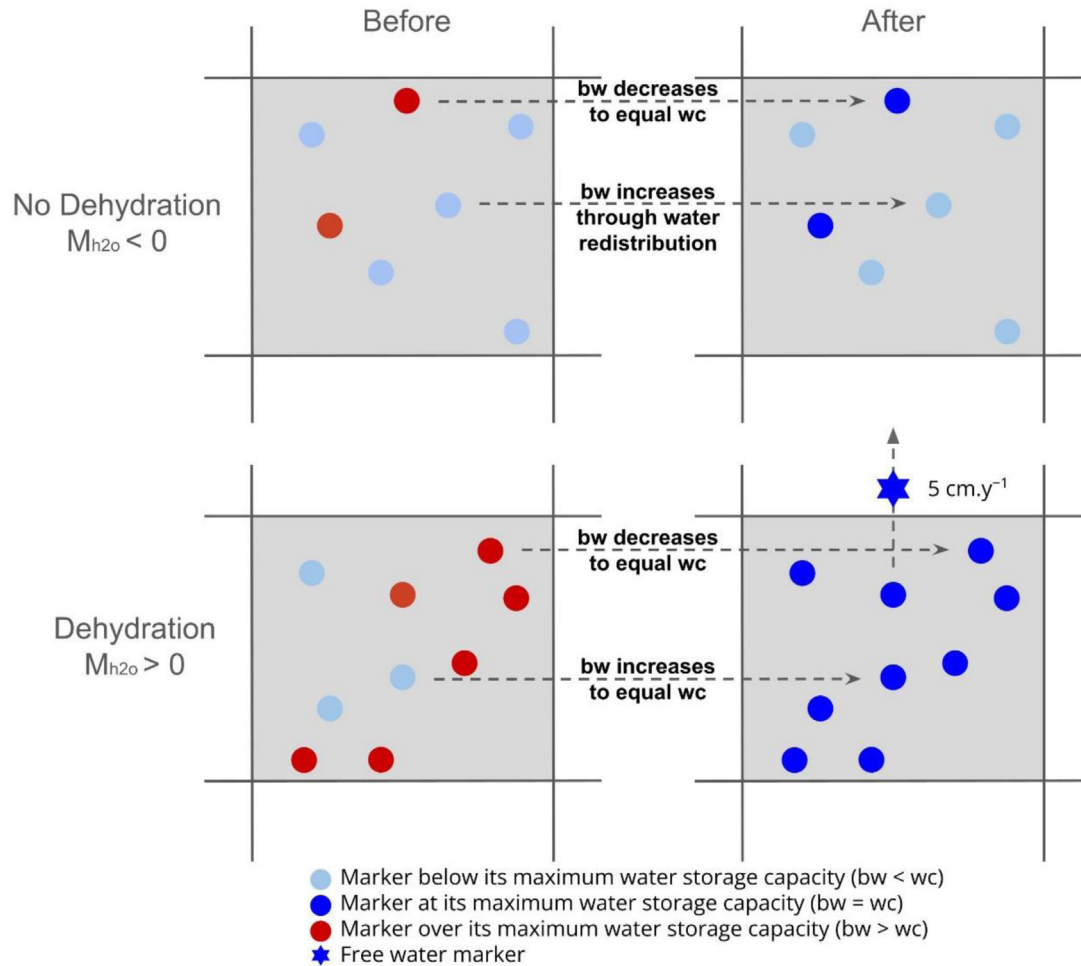 Before
After
bw decreases
to equal wc
No Dehydration
Mh2o < 0
bw increases
through water
redistribution
5 cm.y⁻¹
bw decreases
to equal wc
Dehydration
Mh2o > 0
bw increases
to equal wc
Marker below its maximum water storage capacity (bw < wc)
Marker at its maximum water storage capacity (bw = wc)
Marker over its maximum water storage capacity (bw > wc)
Free water marker